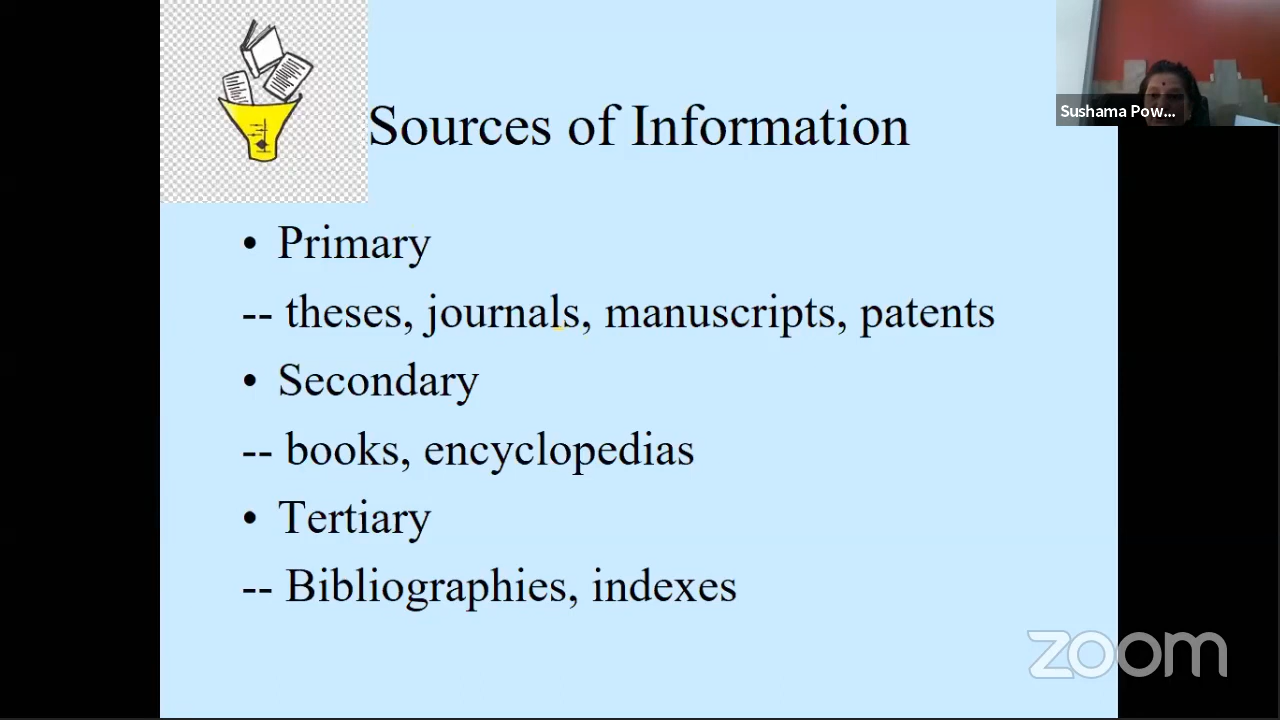 Sources of Information
Sushama Pow...
• Primary
-- theses, journals, manuscripts, patents
• Secondary
-- books, encyclopedias
• Tertiary
-- Bibliographies, indexes
zoom